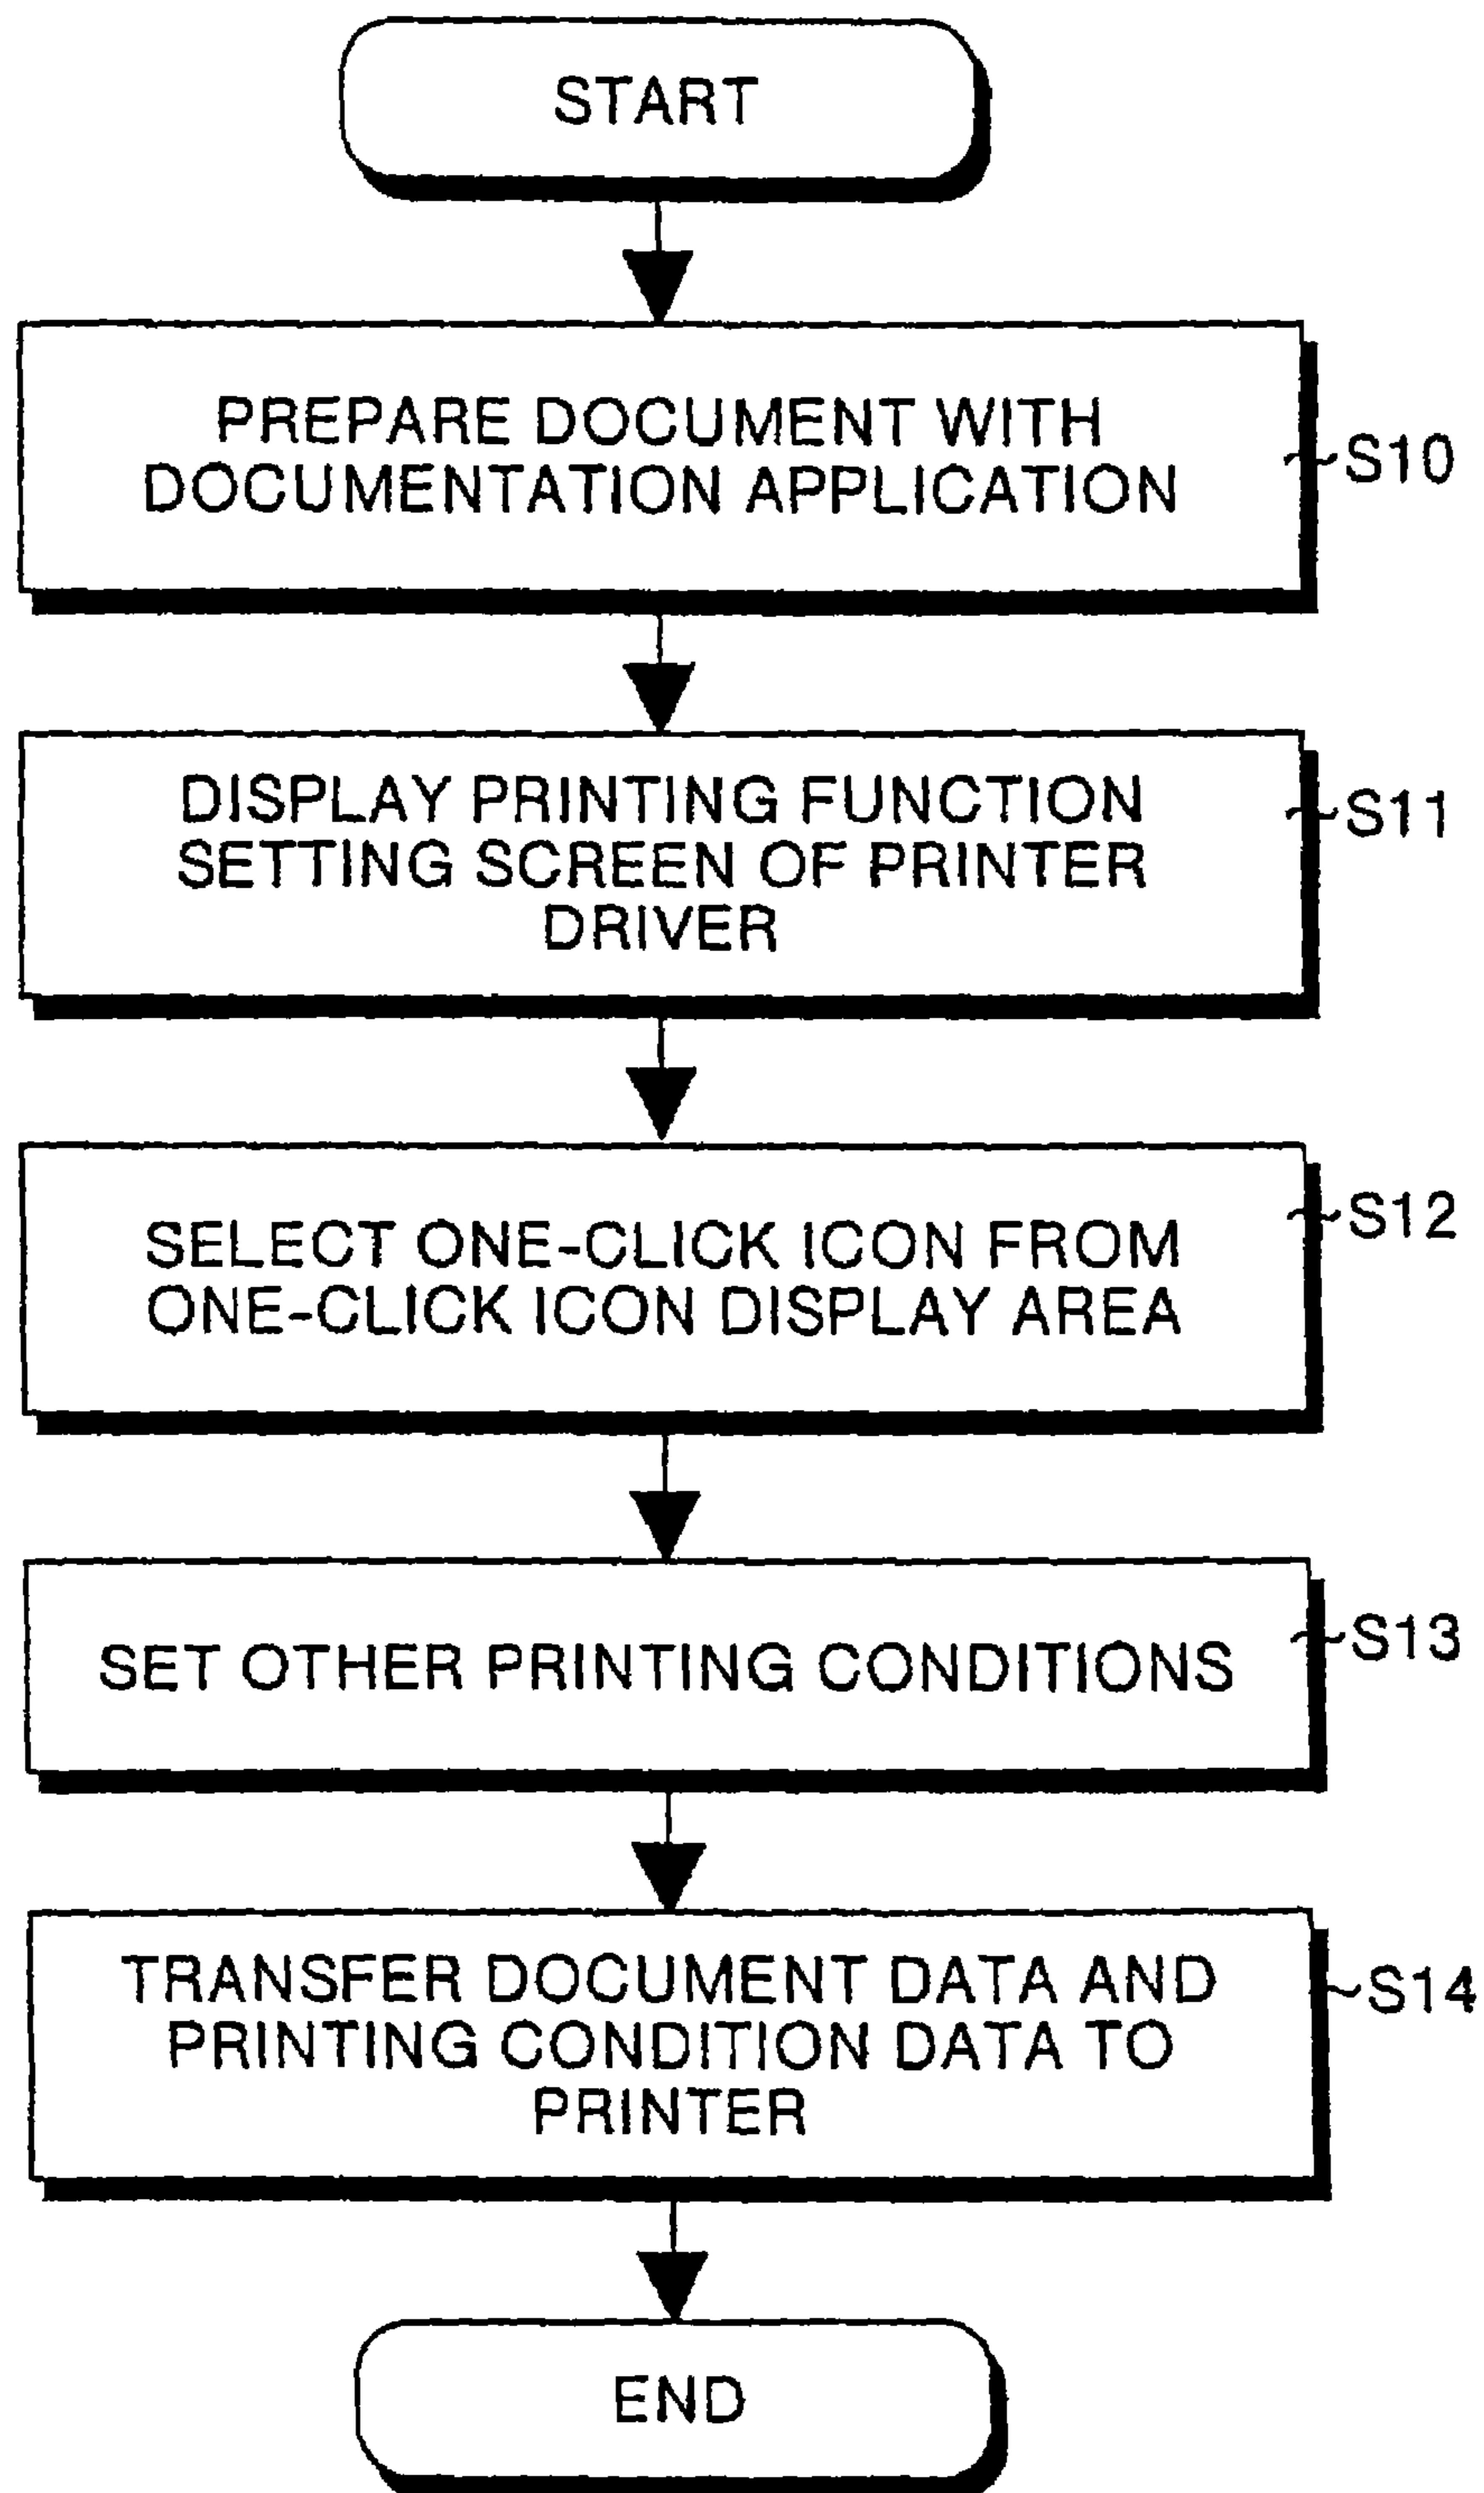 START
PREPARE DOCUMENT WITH
DOCUMENTATION APPLICATION
S10
DISPLAY PRINTING FUNCTION
SETTING SCREEN OF PRINTER
DRIVER
S11
SELECT ONE-CLICK ICON FROM
ONE-CLICK ICON DISPLAY AREA
S12
SET OTHER PRINTING CONDITIONS
S13
TRANSFER DOCUMENT DATA AND
PRINTING CONDITION DATA TO
PRINTER
S14
END